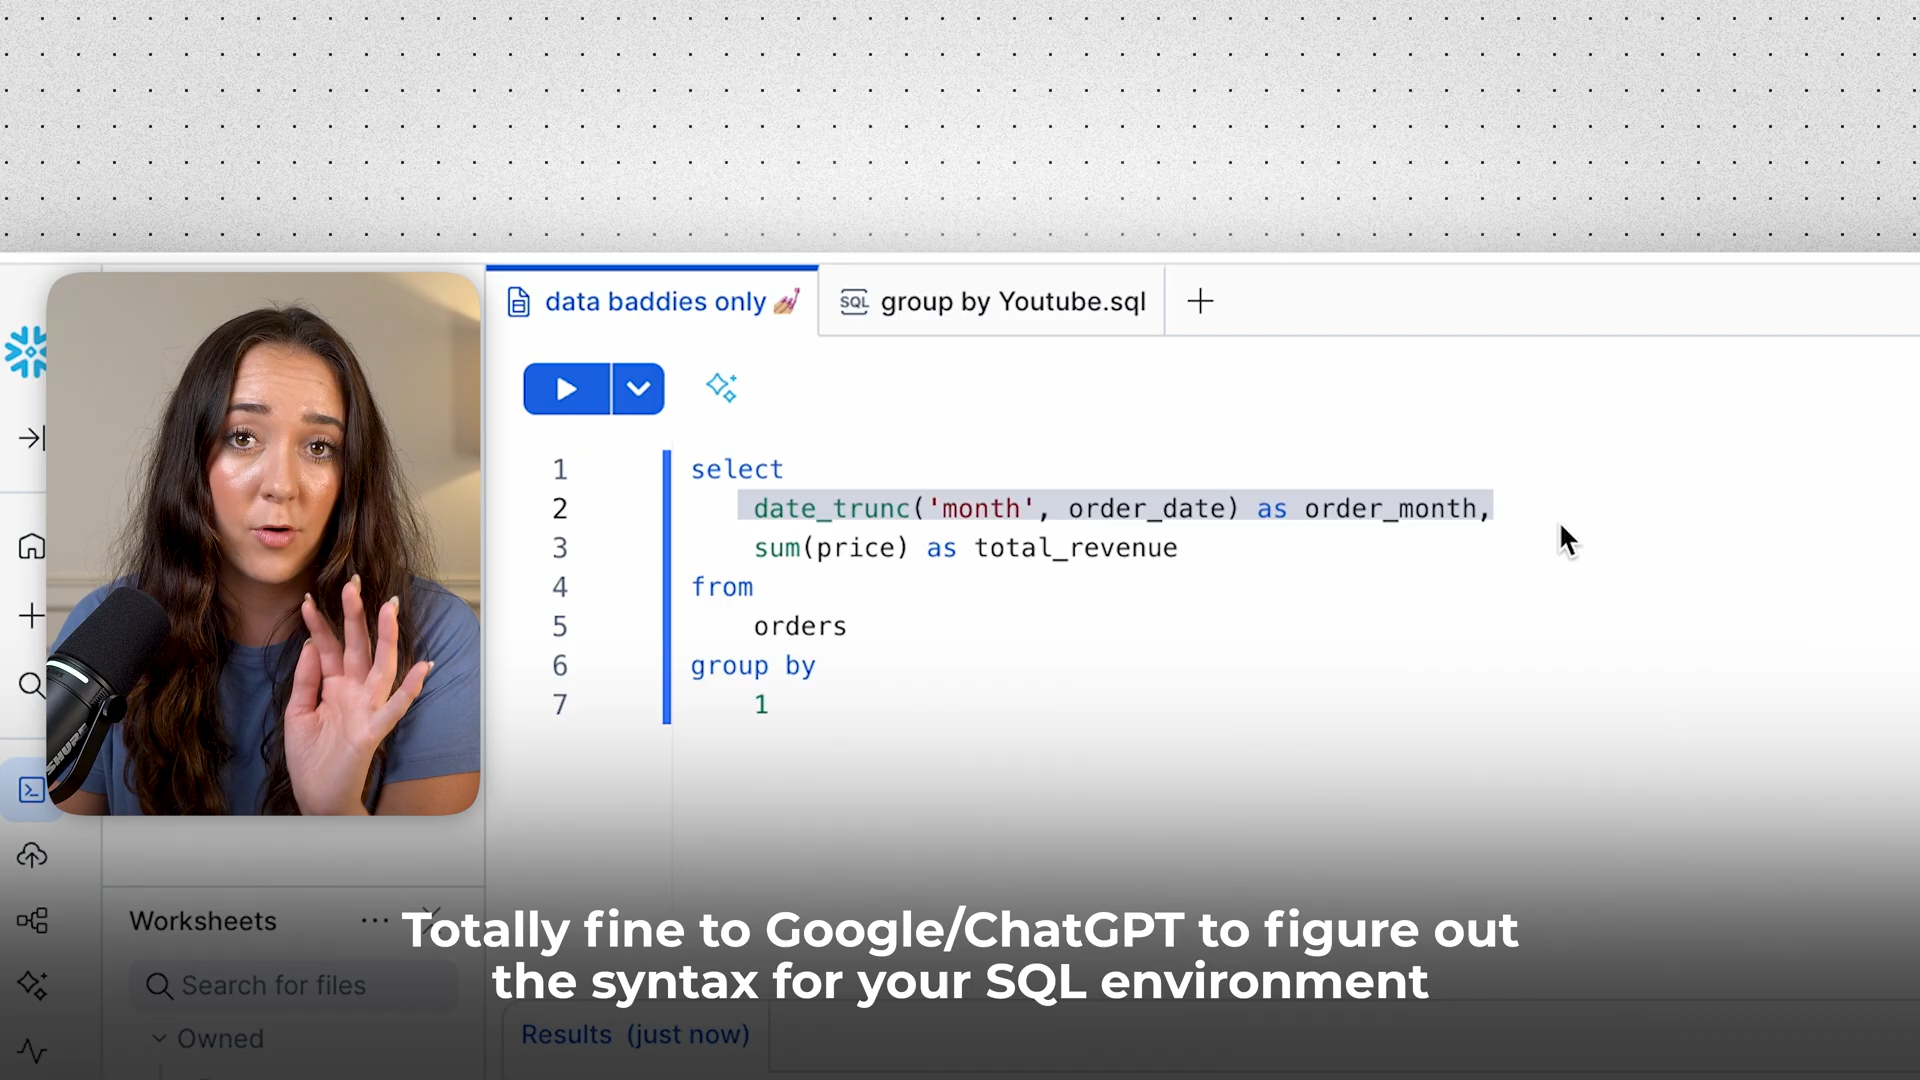 data baddies only 💅
SQL group by Youtube.sql
1 select
2 date_trunc('month', order_date) as order_month,
3 sum(price) as total_revenue
4 from
5 orders
6 group by
7 1
SHURE
Worksheets
Search for files
Owned
Totally fine to Google/ChatGPT to figure out
the syntax for your SQL environment
Results (just now)